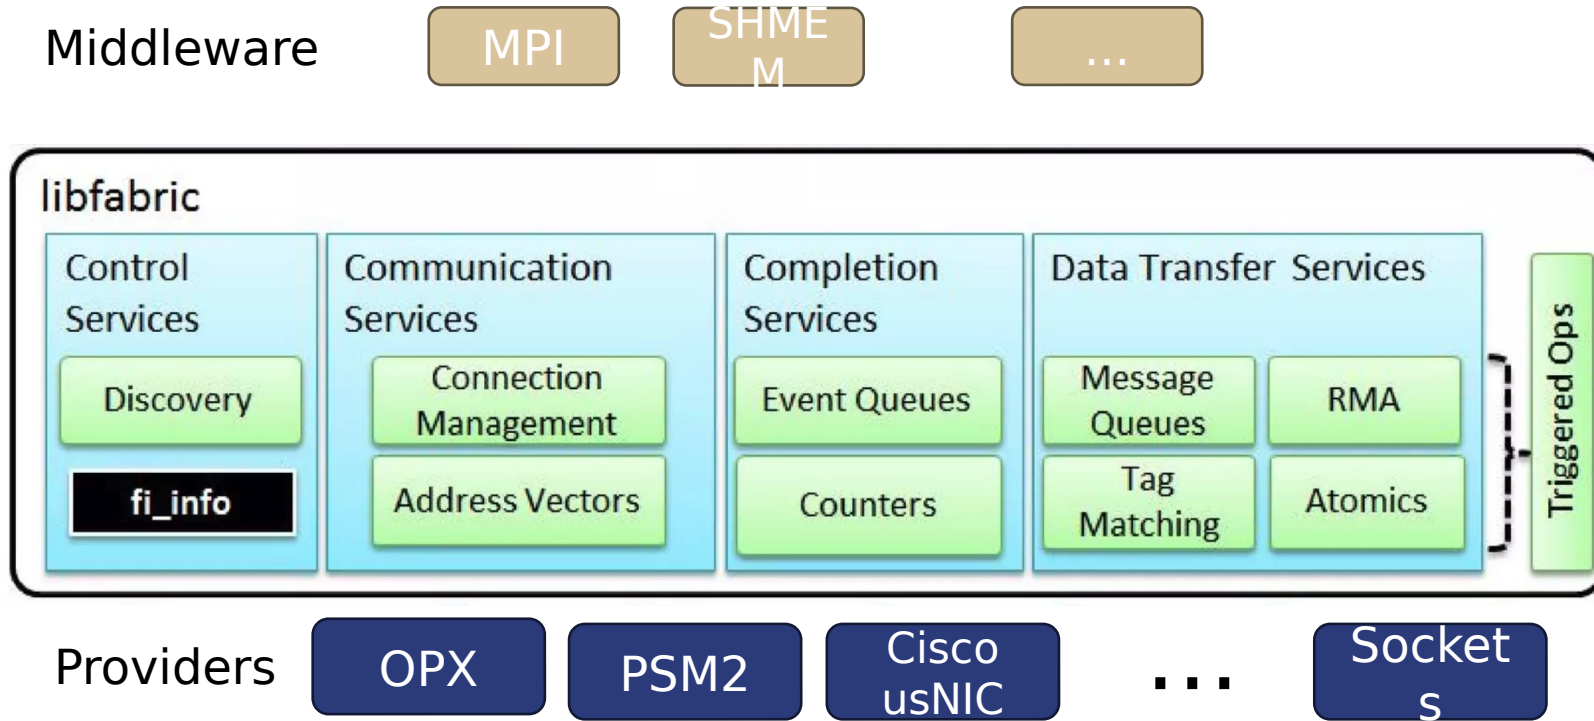 Middleware
MPI
SHME
M
...
libfabric
Control
Services
Discovery
fi_info
Communication
Services
Connection
Management
Address Vectors
Completion
Services
Event Queues
Counters
Data Transfer Services
Message
Queues
RMA
Tag
Matching
Atomics
Triggered Ops
Providers
OPX
PSM2
Cisco
usNIC
...
Socket
s